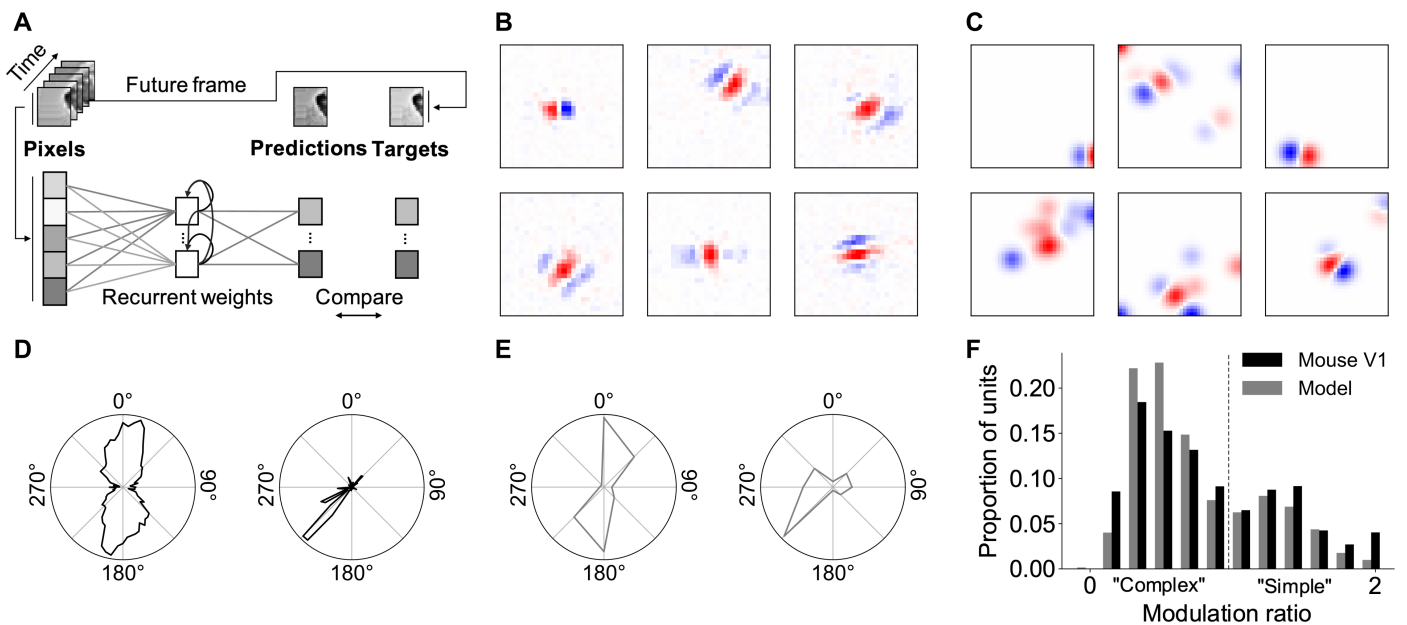 A
B
C
Time
Future frame
Pixels
Predictions
Targets
Recurrent weights
Compare
D
E
F
0°
90°
180°
270°
0°
90°
180°
270°
0°
90°
180°
270°
0°
90°
180°
270°
Proportion of units
0.20
0.15
0.10
0.05
0.00
Mouse V1
Model
0
"Complex"
"Simple"
2
Modulation ratio